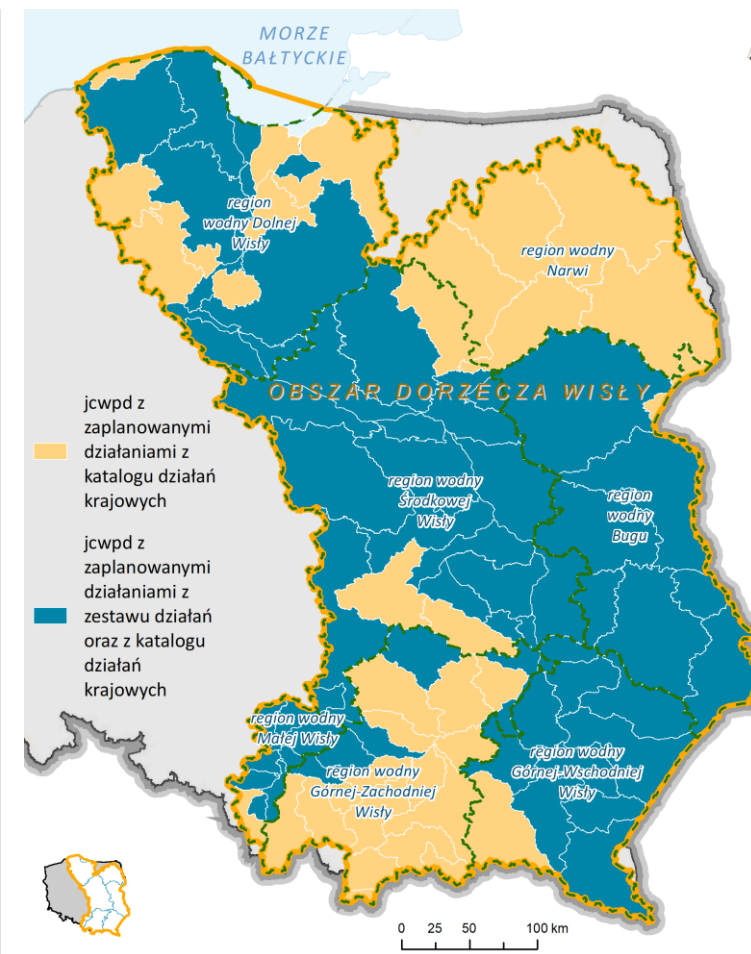 MORZE
BAŁTYCKIE
region
wodny Dolnej
Wisły
region wodny
Narwi
OBSZAR DORZECZA WISŁY
jcwpd z
zaplanowanymi
działaniami z
katalogu działań
krajowych
region wodny
Środkowej
Wisły
region
wodny
Bugu
jcwpd z
zaplanowanymi
działaniami z
zestawu działań
oraz z katalogu
działań
krajowych
region wodny
Małej Wisły
region wodny
Górnej-Zachodniej
Wisły
region wodny
Górnej-Wschodniej
Wisły
0 25 50 100 km